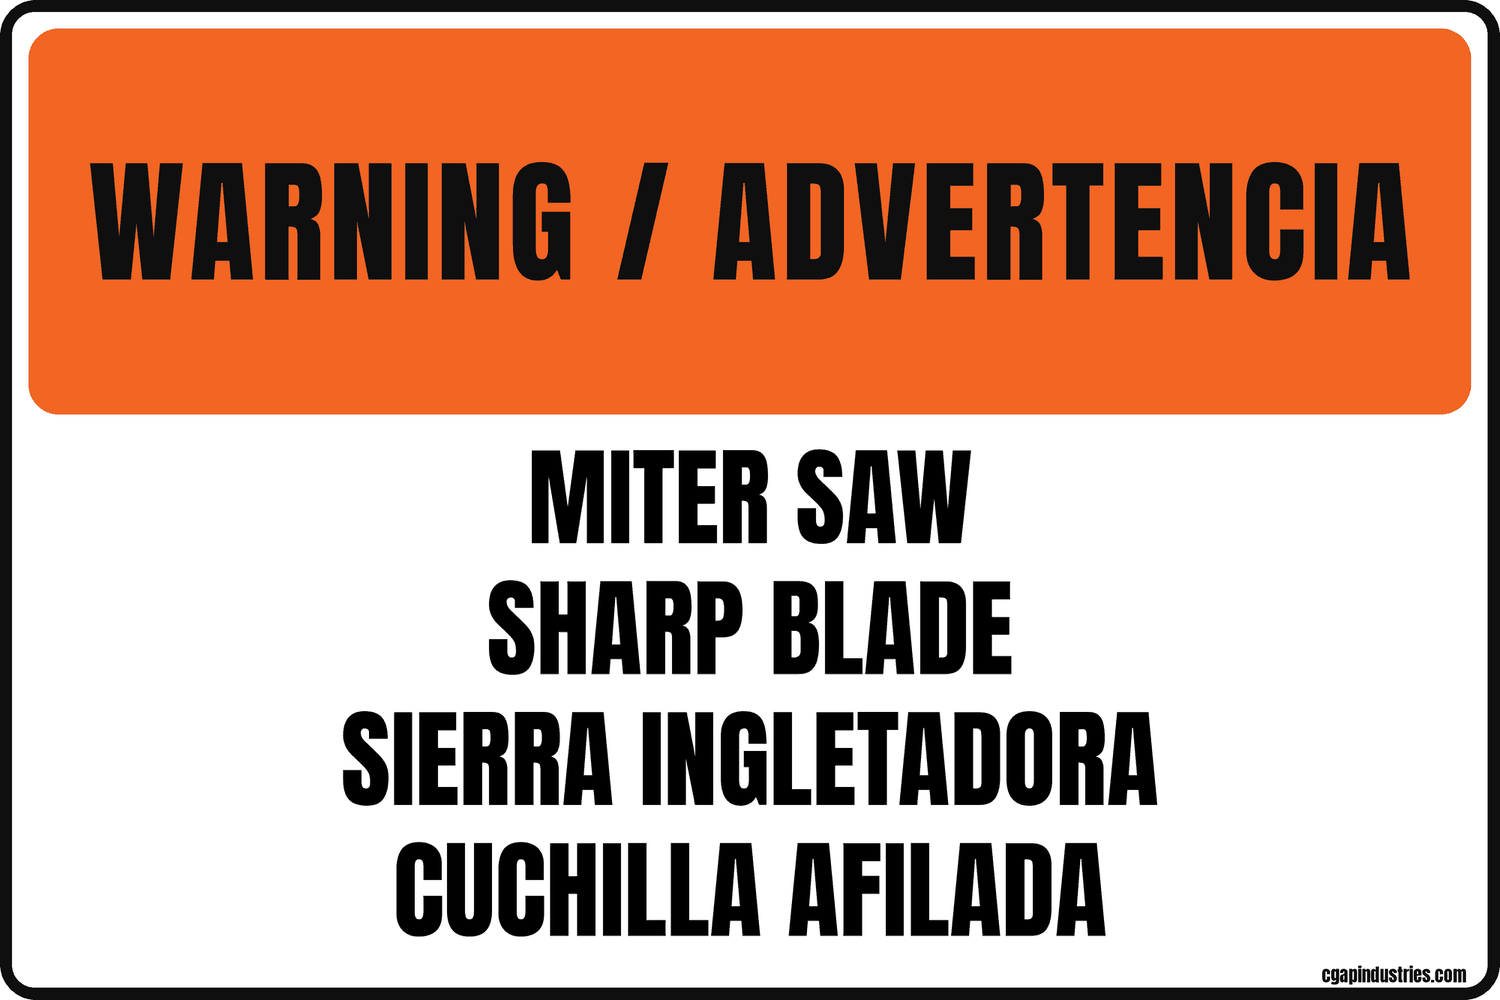 WARNING / ADVERTENCIA
MITER SAW
SHARP BLADE
SIERRA INGLETADORA
CUCHILLA AFILADA
cgapindustries.com